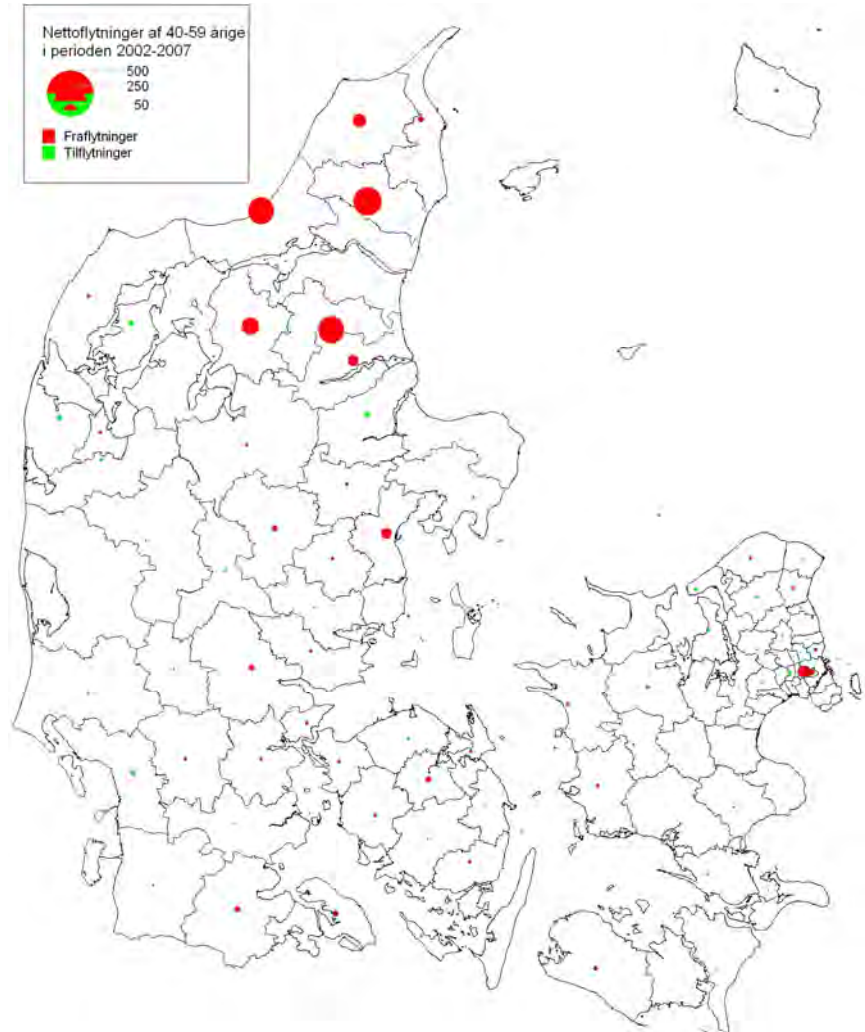 Nettoflytninger af 40-59 årige
i perioden 2002-2007
500
250
50
Fraflytninger
Tilflytninger